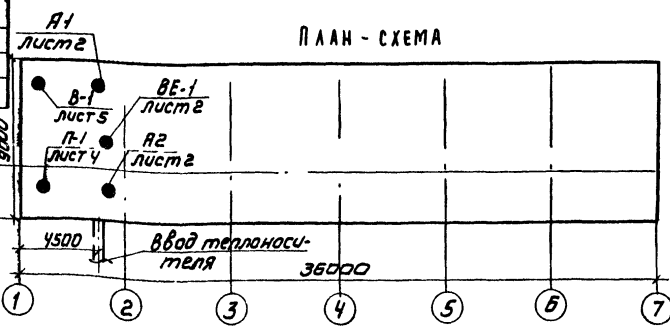 ПЛАН - СХЕМА
А1
лист 2
В-1
лист 5
ВЕ-1
лист 2
П-1
лист 4
А2
лист 2
9000
4500
Ввод теплоноси-
теля
36000
1 2 3 4 5 6 7